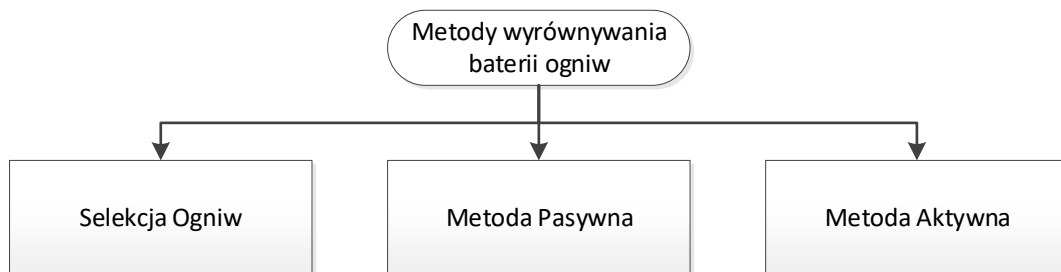 Metody wyrównywania
baterii ogniw
Selekcja Ogniw
Metoda Pasywna
Metoda Aktywna